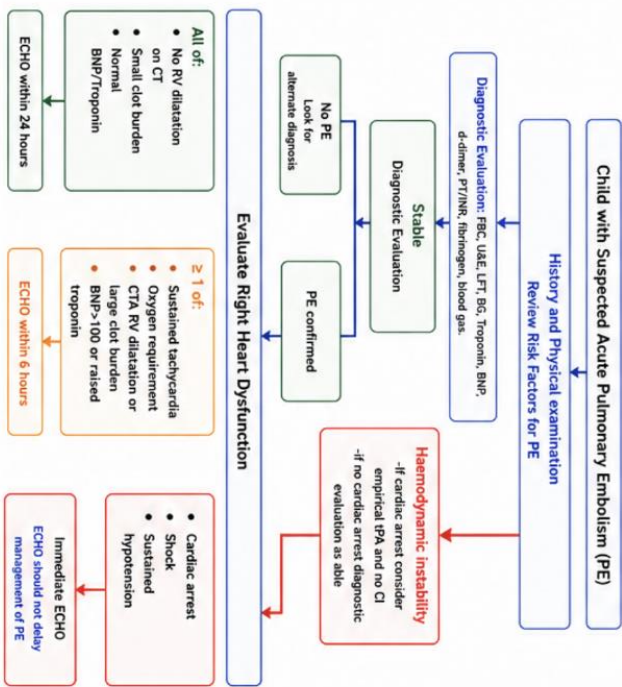 Child with Suspected Acute Pulmonary Embolism (PE)
History and Physical examination
Review Risk Factors for PE
Diagnostic Evaluation: FBC, U&E, LFT, BG, Troponin, BNP,
d-dimer, PT/INR, fibrinogen, blood gas.
Stable
Diagnostic Evaluation
No PE
Look for
alternate diagnosis
PE confirmed
Haemodynamic instability
-If cardiac arrest consider
empirical tPA and no CI
-if no cardiac arrest diagnostic
evaluation as able
Evaluate Right Heart Dysfunction
All of:
• No RV dilatation
on CT
• Small clot burden
• Normal
BNP/Troponin
ECHO within 24 hours
≥ 1 of:
• Sustained tachycardia
• Oxygen requirement
• CTA RV dilatation or
large clot burden
• BNP>100 or raised
troponin
ECHO within 6 hours
• Cardiac arrest
• Shock
• Sustained
hypotension
Immediate ECHO
ECHO should not delay
management of PE